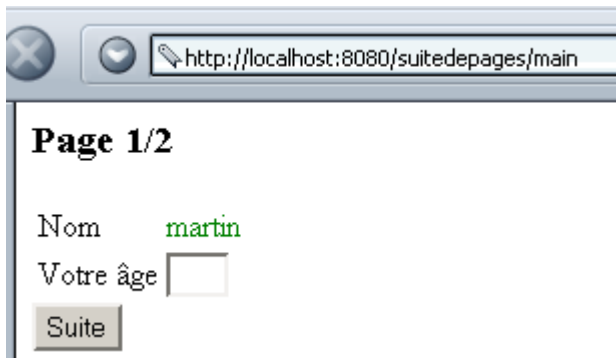 http://localhost:8080/suitedepages/main
Page 1/2
Nom martin
Votre âge
Suite